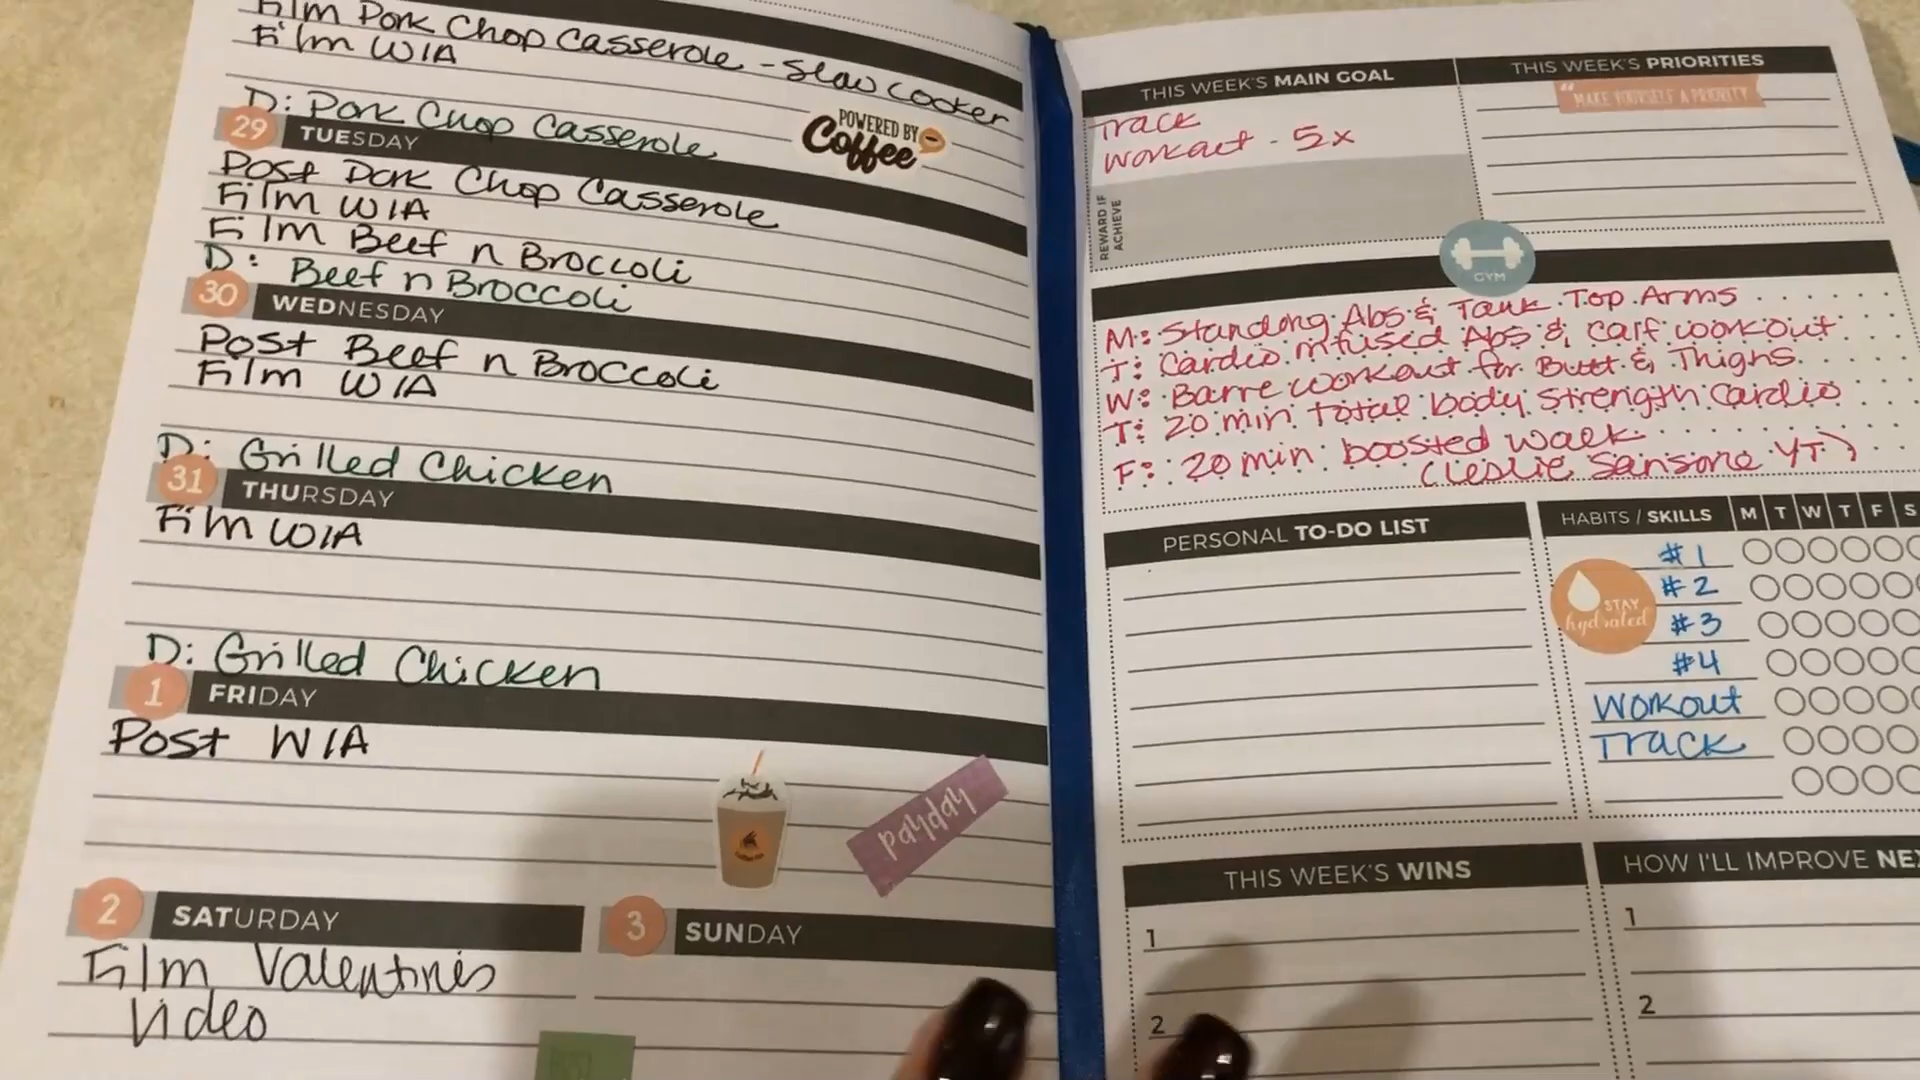 Film Pork Chop Casserole - Slow Cooker
Film WIA
D: Pork Chop Casserole
POWERED BY
Coffee
29 TUESDAY
Post Pork Chop Casserole
Film WIA
Film Beef n Broccoli
D: Beef n Broccoli
30 WEDNESDAY
Post Beef n Broccoli
Film WIA
D: Grilled Chicken
31 THURSDAY
Film WIA
D: Grilled Chicken
1 FRIDAY
Post WIA
payday
2 SATURDAY
Film Valentines
Video
3 SUNDAY
THIS WEEK'S MAIN GOAL
Track
Workout - 5x
REWARD IF
ACHIEVE
THIS WEEK'S PRIORITIES
MAKE YOURSELF A PRIORITY
GYM
M: Standing Abs & Tank Top Arms
T: Cardio infused Abs & Calf workout
W: Barre workout for Butt & Thighs
T: 20 min total body strength cardio
F: 20 min boosted walk
(Leslie Sansone YT)
PERSONAL TO-DO LIST
HABITS / SKILLS M T W T F S
#1
#2
#3
#4
STAY
hydrated
Workout
Track
THIS WEEK'S WINS
1
2
HOW I'LL IMPROVE
1
2